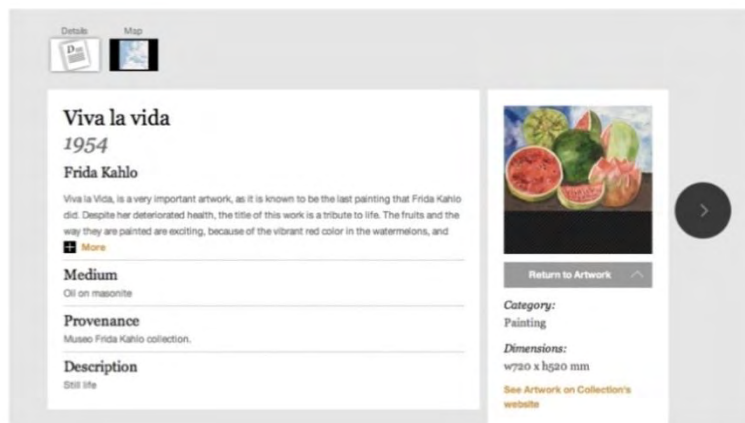 Details
Map
Viva la vida
1954
Frida Kahlo
Viva la Vida, is a very important artwork, as it is known to be the last painting that Frida Kahlo
did. Despite her deteriorated health, the title of this work is a tribute to life. The fruits and the
way they are painted are exciting, because of the vibrant red color in the watermelons, and
More
Medium
Oil on masonite
Provenance
Museo Frida Kahlo collection.
Description
Still life
Return to Artwork
Category:
Painting
Dimensions:
w720 x h520 mm
See Artwork on Collection's
website